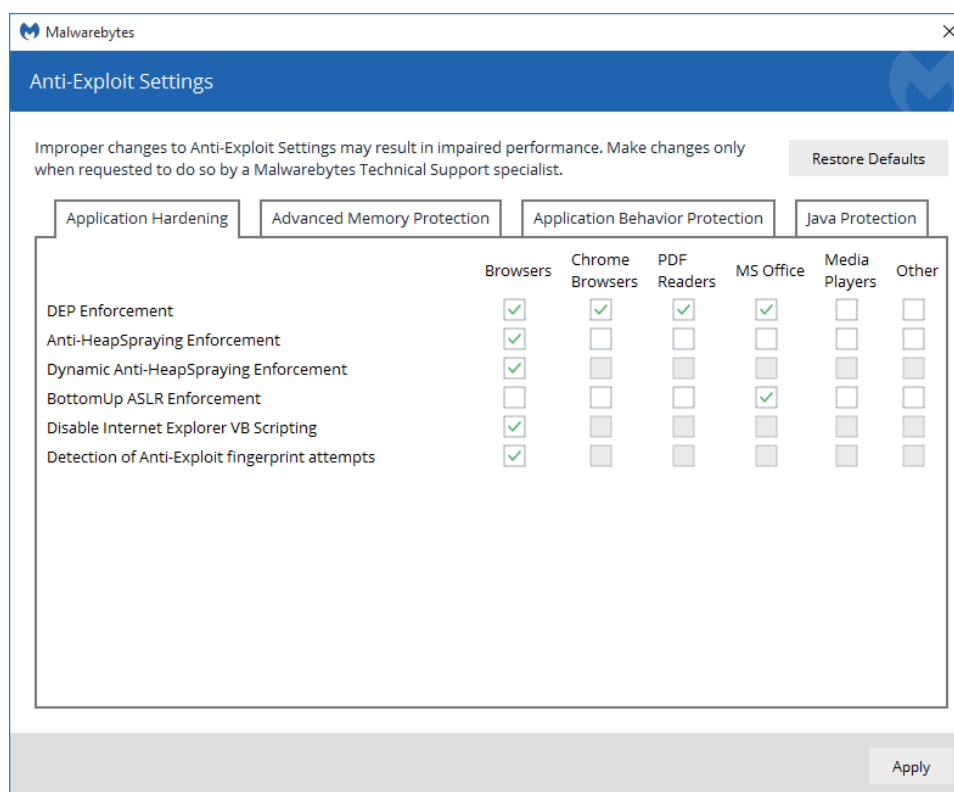 Malwarebytes
Anti-Exploit Settings
Improper changes to Anti-Exploit Settings may result in impaired performance. Make changes only
when requested to do so by a Malwarebytes Technical Support specialist.
Restore Defaults
Application Hardening
Advanced Memory Protection
Application Behavior Protection
Java Protection
Browsers
Chrome
Browsers
PDF
Readers
MS Office
Media
Players
Other
DEP Enforcement
Anti-HeapSpraying Enforcement
Dynamic Anti-HeapSpraying Enforcement
BottomUp ASLR Enforcement
Disable Internet Explorer VB Scripting
Detection of Anti-Exploit fingerprint attempts
Apply